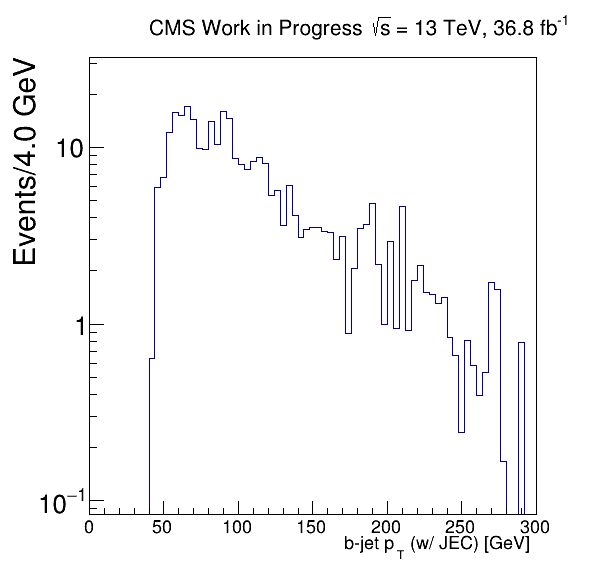 CMS Work in Progress √s = 13 TeV, 36.8 fb⁻¹
Events/4.0 GeV
10
1
10⁻¹
0 50 100 150 200 250 300
b-jet p_T (w/ JEC) [GeV]